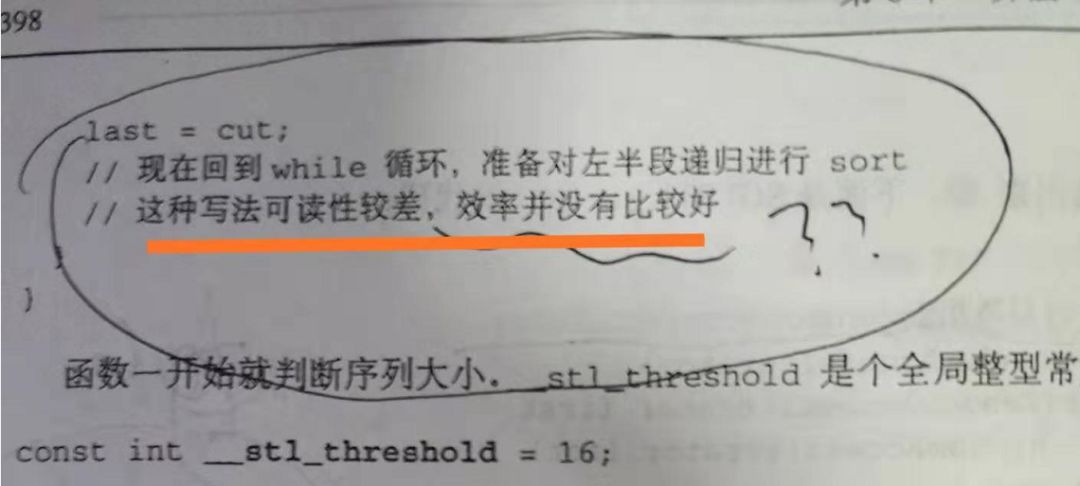 398
last = cut;
// 现在回到 while 循环，准备对左半段递归进行 sort
// 这种写法可读性较差，效率并没有比较好 ??
}
}
函数一开始就判断序列大小。__stl_threshold 是个全局整型常
const int __stl_threshold = 16;